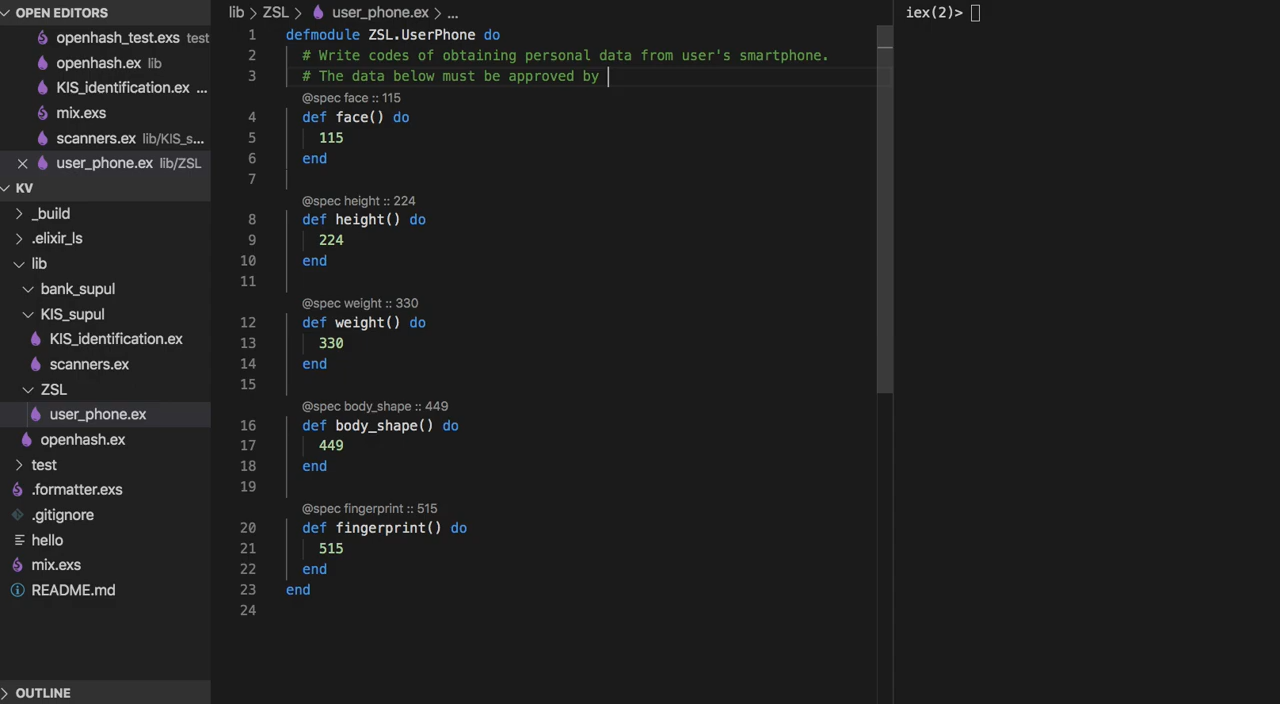 OPEN EDITORS
openhash_test.exs test
openhash.ex lib
KIS_identification.ex ...
mix.exs
scanners.ex lib/KIS_s...
user_phone.ex lib/ZSL
KV
_build
.elixir_ls
lib
bank_supul
KIS_supul
KIS_identification.ex
scanners.ex
ZSL
user_phone.ex
openhash.ex
test
.formatter.exs
.gitignore
hello
mix.exs
README.md
OUTLINE
lib > ZSL > user_phone.ex > ...
1 defmodule ZSL.UserPhone do
2 # Write codes of obtaining personal data from user's smartphone.
3 # The data below must be approved by
@spec face :: 115
4 def face() do
5 115
6 end
7
@spec height :: 224
8 def height() do
9 224
10 end
11
@spec weight :: 330
12 def weight() do
13 330
14 end
15
@spec body_shape :: 449
16 def body_shape() do
17 449
18 end
19
@spec fingerprint :: 515
20 def fingerprint() do
21 515
22 end
23 end
24
iex(2)>